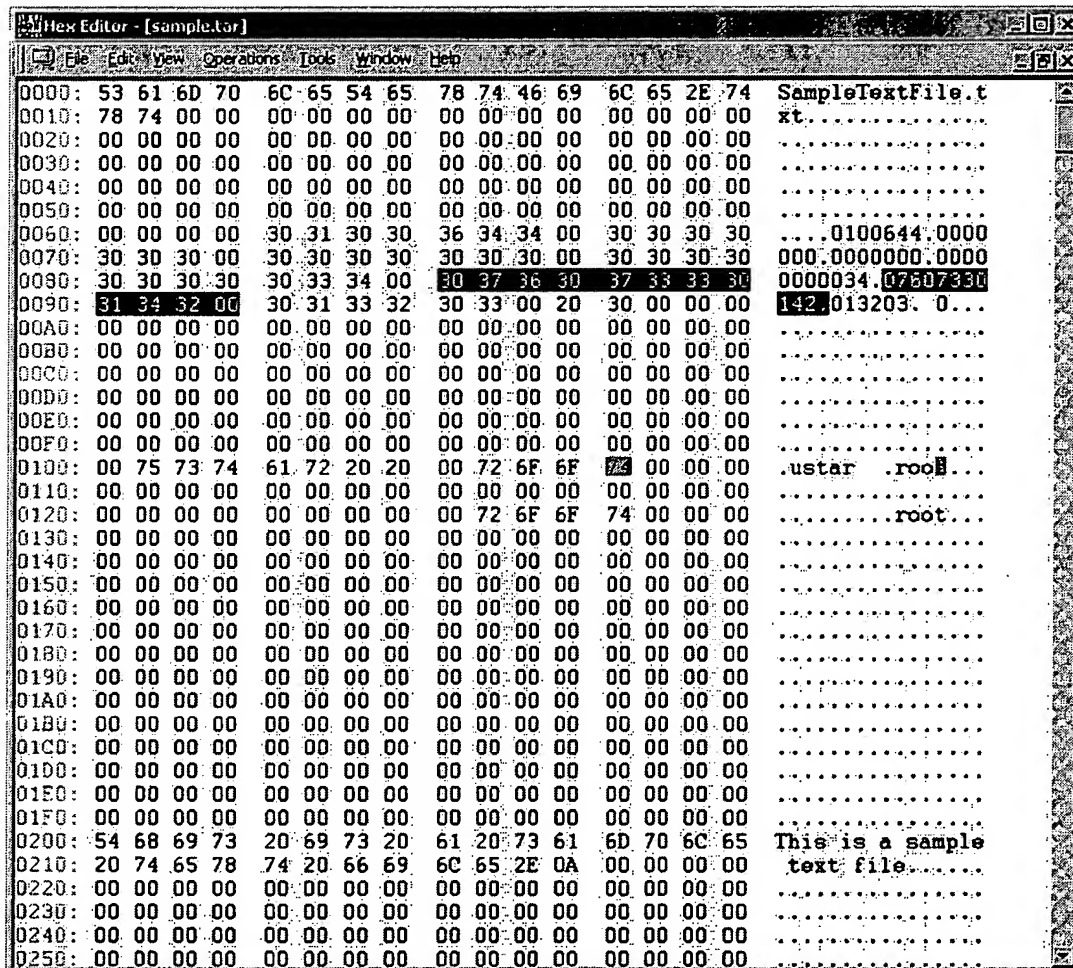 Hex Editor - [sample.tar]
File Edit View Operations Tools Window Help
0000: 53 61 6D 70 6C 65 54 65 78 74 46 69 6C 65 2E 74 SampleTextFile.t
0010: 78 74 00 00 00 00 00 00 00 00 00 00 00 00 00 00 xt..............
0020: 00 00 00 00 00 00 00 00 00 00 00 00 00 00 00 00 ................
0030: 00 00 00 00 00 00 00 00 00 00 00 00 00 00 00 00 ................
0040: 00 00 00 00 00 00 00 00 00 00 00 00 00 00 00 00 ................
0050: 00 00 00 00 00 00 00 00 00 00 00 00 00 00 00 00 ................
0060: 00 00 00 00 30 31 30 30 36 34 34 00 30 30 30 30 ....0100644.0000
0070: 30 30 30 00 30 30 30 30 30 30 30 00 30 30 30 30 000.0000000.0000
0080: 30 30 30 30 30 33 34 00 30 37 36 30 37 33 33 30 0000034.07607330
0090: 31 34 32 00 30 31 33 32 30 33 00 20 30 00 00 00 142.013203. 0...
00A0: 00 00 00 00 00 00 00 00 00 00 00 00 00 00 00 00 ................
00B0: 00 00 00 00 00 00 00 00 00 00 00 00 00 00 00 00 ................
00C0: 00 00 00 00 00 00 00 00 00 00 00 00 00 00 00 00 ................
00D0: 00 00 00 00 00 00 00 00 00 00 00 00 00 00 00 00 ................
00E0: 00 00 00 00 00 00 00 00 00 00 00 00 00 00 00 00 ................
00F0: 00 00 00 00 00 00 00 00 00 00 00 00 00 00 00 00 ................
0100: 00 75 73 74 61 72 20 20 00 72 6F 6F 74 00 00 00 .ustar  .root...
0110: 00 00 00 00 00 00 00 00 00 00 00 00 00 00 00 00 ................
0120: 00 00 00 00 00 00 00 00 00 72 6F 6F 74 00 00 00 .........root...
0130: 00 00 00 00 00 00 00 00 00 00 00 00 00 00 00 00 ................
0140: 00 00 00 00 00 00 00 00 00 00 00 00 00 00 00 00 ................
0150: 00 00 00 00 00 00 00 00 00 00 00 00 00 00 00 00 ................
0160: 00 00 00 00 00 00 00 00 00 00 00 00 00 00 00 00 ................
0170: 00 00 00 00 00 00 00 00 00 00 00 00 00 00 00 00 ................
0180: 00 00 00 00 00 00 00 00 00 00 00 00 00 00 00 00 ................
0190: 00 00 00 00 00 00 00 00 00 00 00 00 00 00 00 00 ................
01A0: 00 00 00 00 00 00 00 00 00 00 00 00 00 00 00 00 ................
01B0: 00 00 00 00 00 00 00 00 00 00 00 00 00 00 00 00 ................
01C0: 00 00 00 00 00 00 00 00 00 00 00 00 00 00 00 00 ................
01D0: 00 00 00 00 00 00 00 00 00 00 00 00 00 00 00 00 ................
01E0: 00 00 00 00 00 00 00 00 00 00 00 00 00 00 00 00 ................
01F0: 00 00 00 00 00 00 00 00 00 00 00 00 00 00 00 00 ................
0200: 54 68 69 73 20 69 73 20 61 20 73 61 6D 70 6C 65 This is a sample
0210: 20 74 65 78 74 20 66 69 6C 65 2E 0A 00 00 00 00  text file......
0220: 00 00 00 00 00 00 00 00 00 00 00 00 00 00 00 00 ................
0230: 00 00 00 00 00 00 00 00 00 00 00 00 00 00 00 00 ................
0240: 00 00 00 00 00 00 00 00 00 00 00 00 00 00 00 00 ................
0250: 00 00 00 00 00 00 00 00 00 00 00 00 00 00 00 00 ................